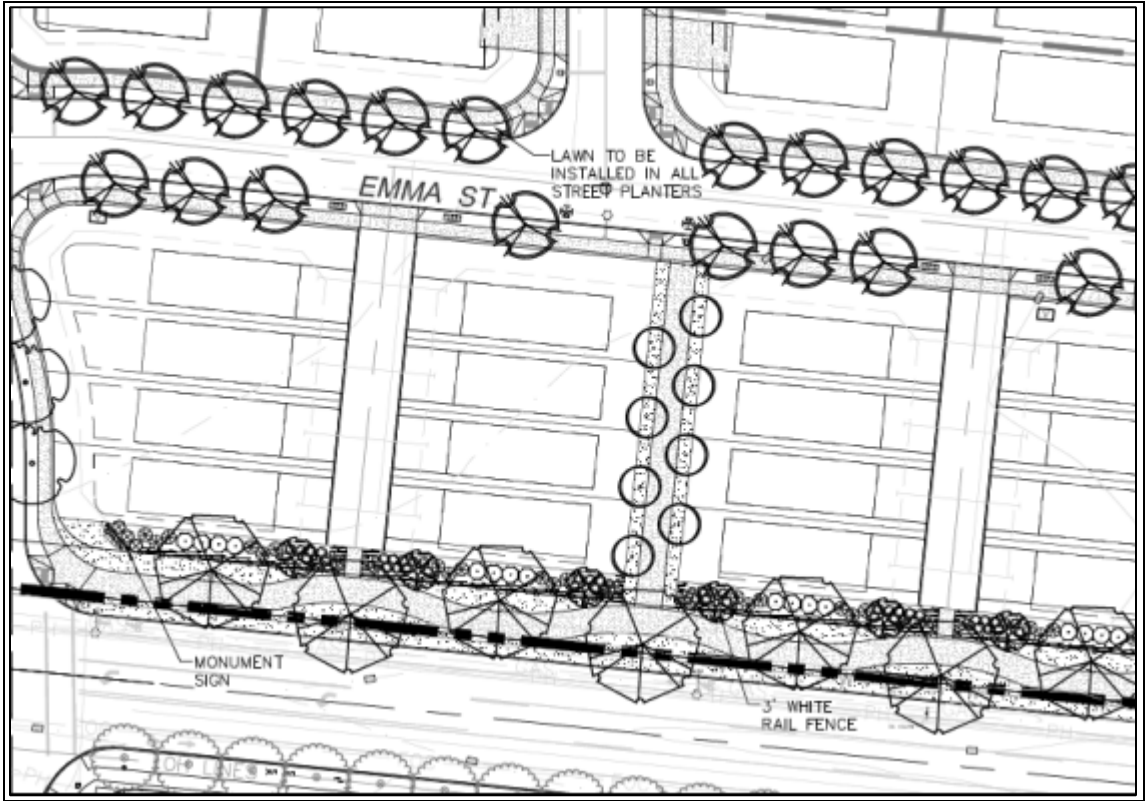 LAWN TO BE
INSTALLED IN ALL
STREET PLANTERS
EMMA ST
MONUMENT
SIGN
3' WHITE
RAIL FENCE